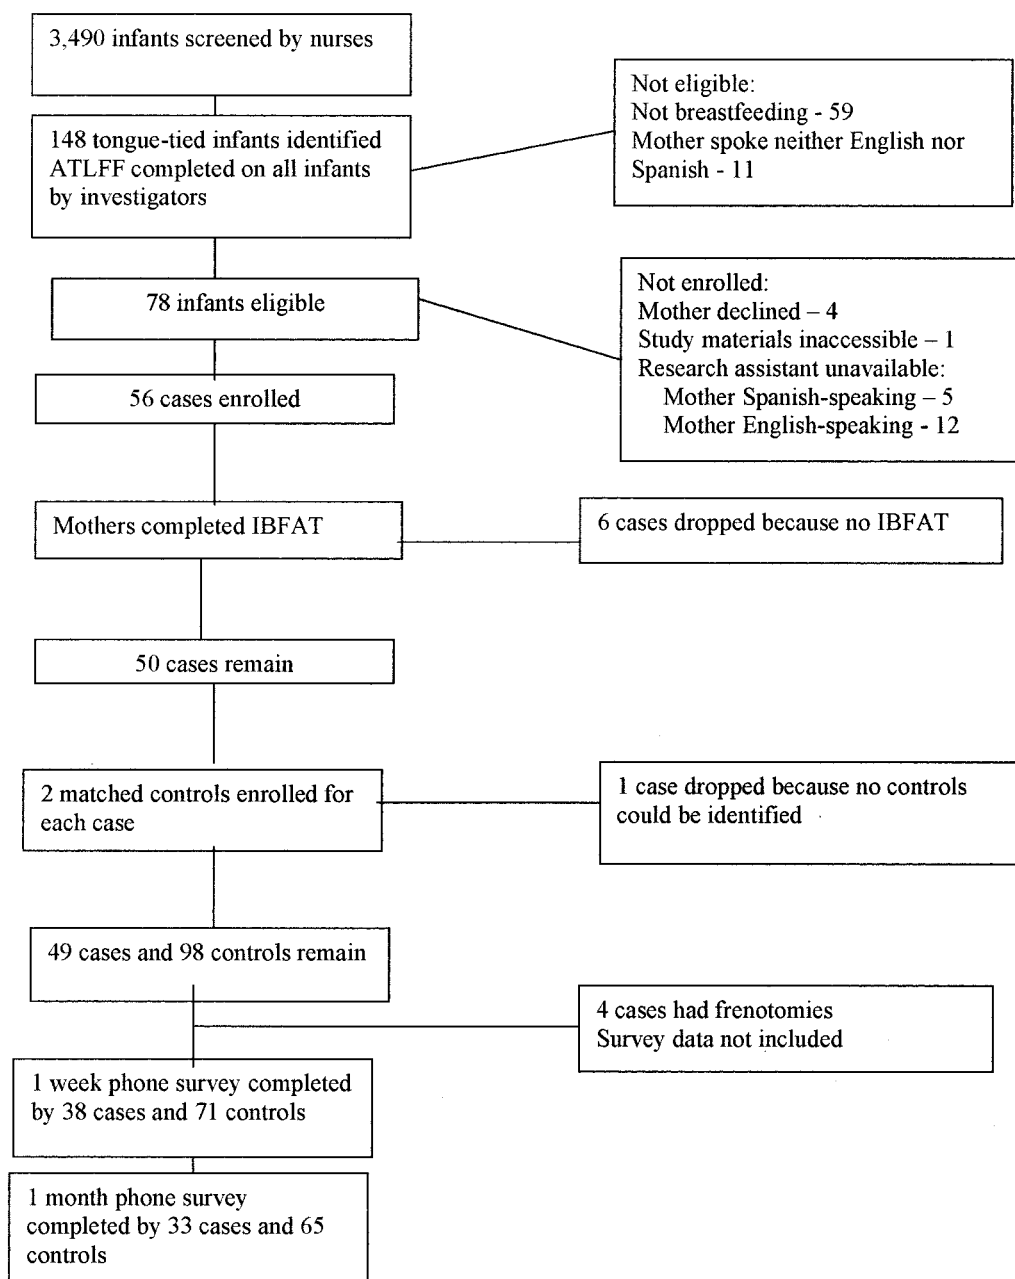 3,490 infants screened by nurses
148 tongue-tied infants identified
ATLFF completed on all infants
by investigators
Not eligible:
Not breastfeeding - 59
Mother spoke neither English nor
Spanish - 11
78 infants eligible
Not enrolled:
Mother declined – 4
Study materials inaccessible – 1
Research assistant unavailable:
Mother Spanish-speaking – 5
Mother English-speaking - 12
56 cases enrolled
Mothers completed IBFAT
6 cases dropped because no IBFAT
50 cases remain
2 matched controls enrolled for
each case
1 case dropped because no controls
could be identified
49 cases and 98 controls remain
4 cases had frenotomies
Survey data not included
1 week phone survey completed
by 38 cases and 71 controls
1 month phone survey
completed by 33 cases and 65
controls